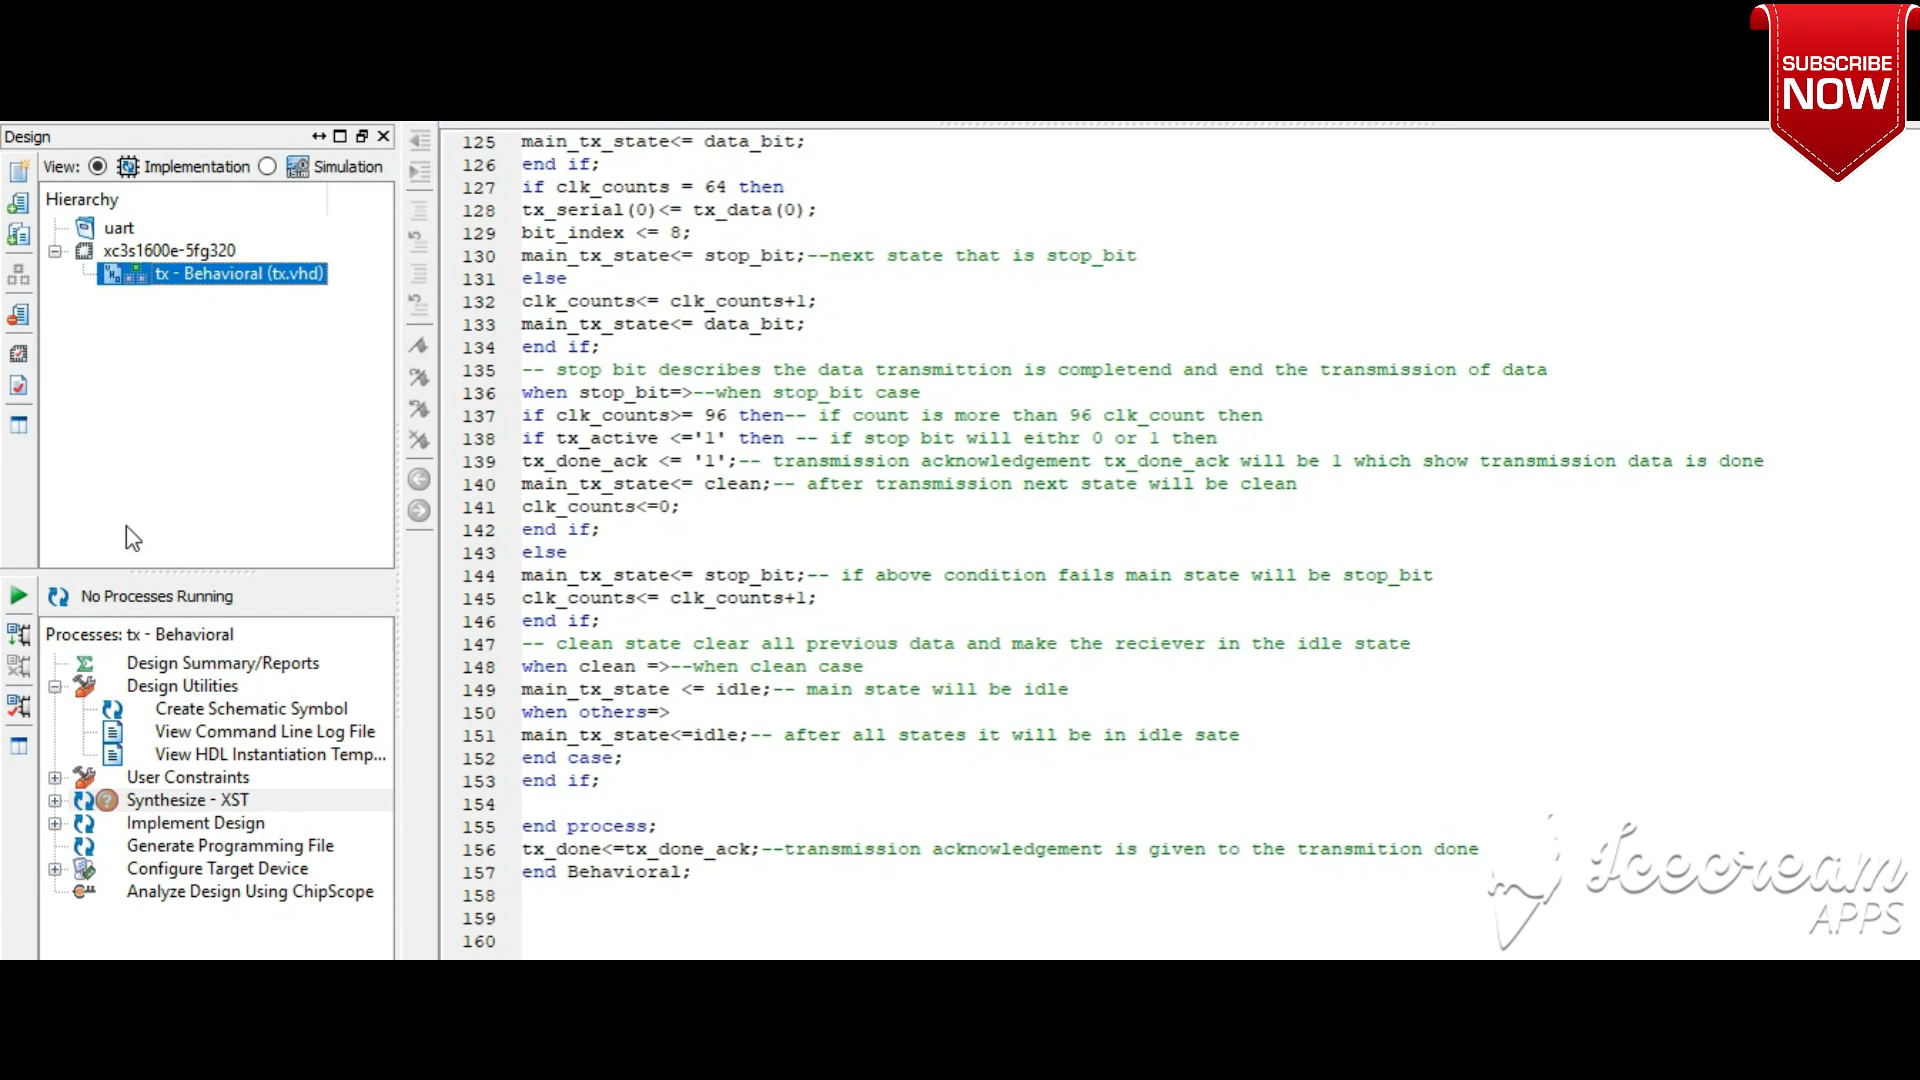 SUBSCRIBE
NOW
Design
View: Implementation Simulation
Hierarchy
uart
xc3s1600e-5fg320
tx - Behavioral (tx.vhd)
No Processes Running
Processes: tx - Behavioral
Design Summary/Reports
Design Utilities
Create Schematic Symbol
View Command Line Log File
View HDL Instantiation Temp...
User Constraints
Synthesize - XST
Implement Design
Generate Programming File
Configure Target Device
Analyze Design Using ChipScope
125 main_tx_state<= data_bit;
126 end if;
127 if clk_counts = 64 then
128 tx_serial(0)<= tx_data(0);
129 bit_index <= 8;
130 main_tx_state<= stop_bit;--next state that is stop_bit
131 else
132 clk_counts<= clk_counts+1;
133 main_tx_state<= data_bit;
134 end if;
135 -- stop bit describes the data transmittion is completend and end the transmission of data
136 when stop_bit=>--when stop_bit case
137 if clk_counts>= 96 then-- if count is more than 96 clk_count then
138 if tx_active <='1' then -- if stop bit will eithr 0 or 1 then
139 tx_done_ack <= '1';-- transmission acknowledgement tx_done_ack will be 1 which show transmission data is done
140 main_tx_state<= clean;-- after transmission next state will be clean
141 clk_counts<=0;
142 end if;
143 else
144 main_tx_state<= stop_bit;-- if above condition fails main state will be stop_bit
145 clk_counts<= clk_counts+1;
146 end if;
147 -- clean state clear all previous data and make the reciever in the idle state
148 when clean =>--when clean case
149 main_tx_state <= idle;-- main state will be idle
150 when others=>
151 main_tx_state<=idle;-- after all states it will be in idle sate
152 end case;
153 end if;
154
155 end process;
156 tx_done<=tx_done_ack;--transmission acknowledgement is given to the transmition done
157 end Behavioral;
158
159
160
Icecream
APPS